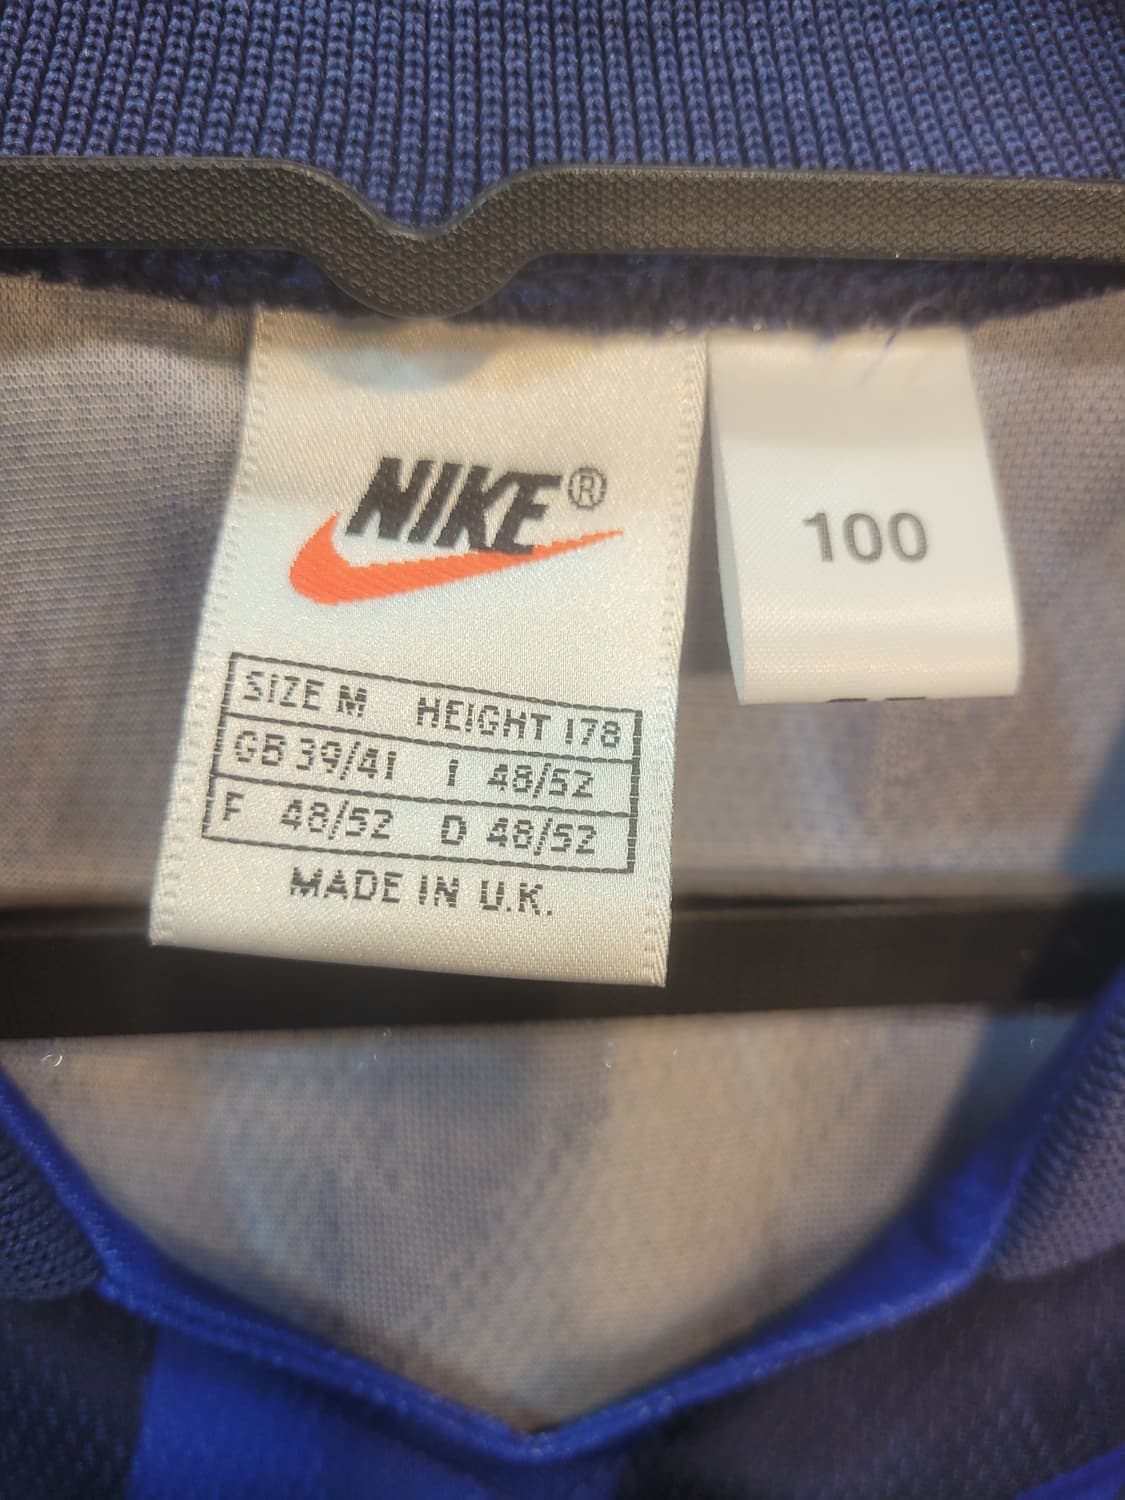 NIKE®
SIZE M HEIGHT 178
GB 39/41 I 48/52
F 48/52 D 48/52
MADE IN U.K.
100